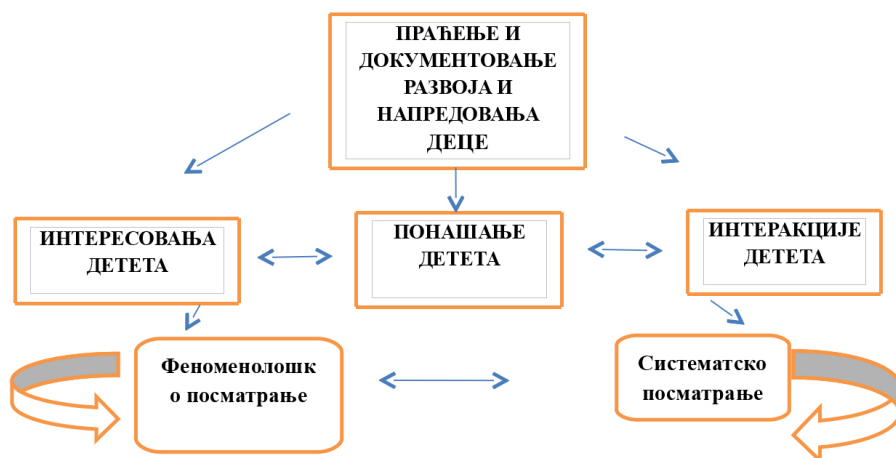 ПРАЋЕЊЕ И
ДОКУМЕНТОВАЊЕ
РАЗВОЈА И
НАПРЕДОВАЊА
ДЕЦЕ
ИНТЕРЕСОВАЊА
ДЕТЕТА
ПОНАШАЊЕ
ДЕТЕТА
ИНТЕРАКЦИЈЕ
ДЕТЕТА
Феноменолошк
о посматрање
Систематско
посматрање